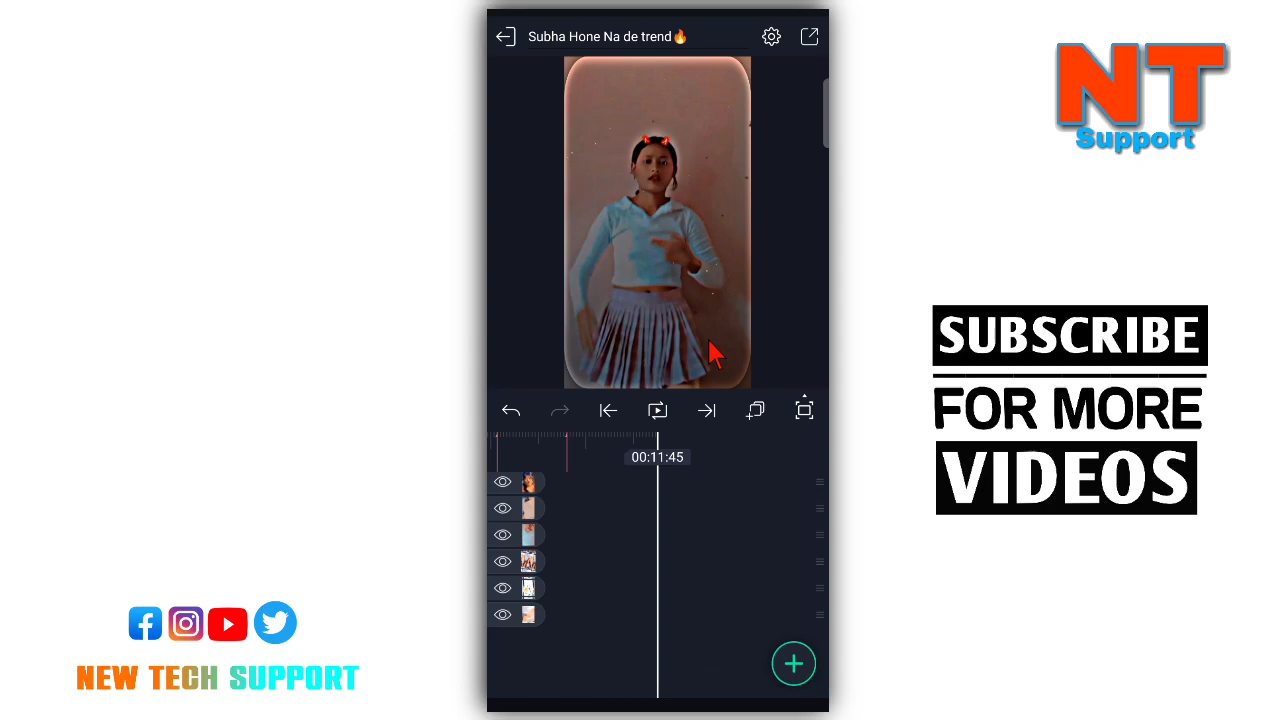 Subha Hone Na de trend🔥
00:11:45
NT
Support
SUBSCRIBE
FOR MORE
VIDEOS
NEW TECH SUPPORT